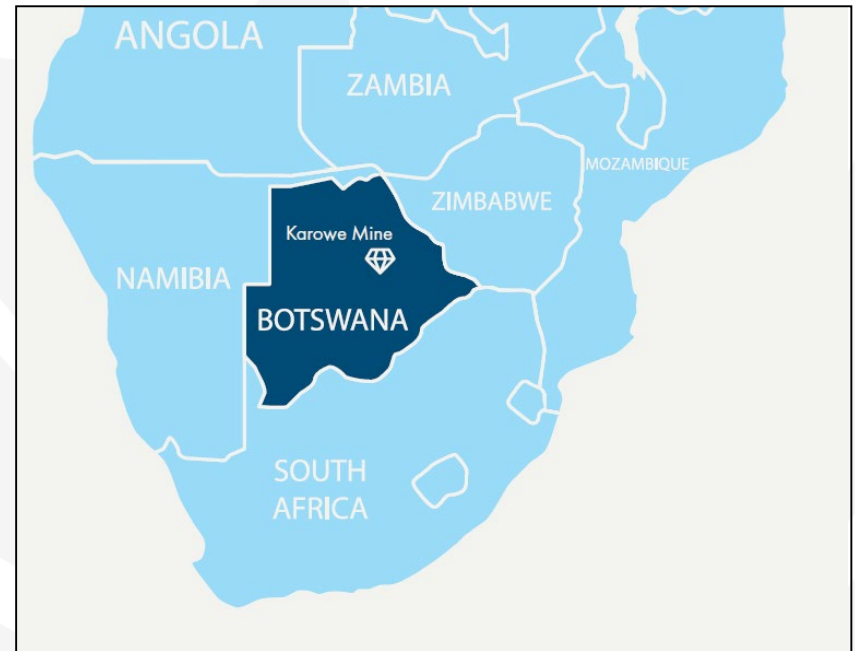 ANGOLA
ZAMBIA
MOZAMBIQUE
ZIMBABWE
Karowe Mine
NAMIBIA
BOTSWANA
SOUTH
AFRICA